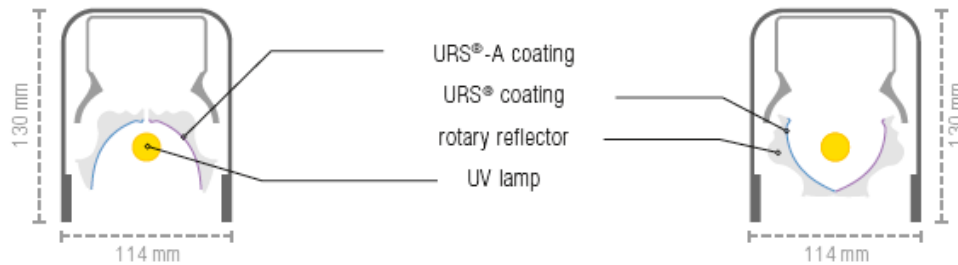 130 mm
114 mm
URS®-A coating
URS® coating
rotary reflector
UV lamp
130 mm
114 mm